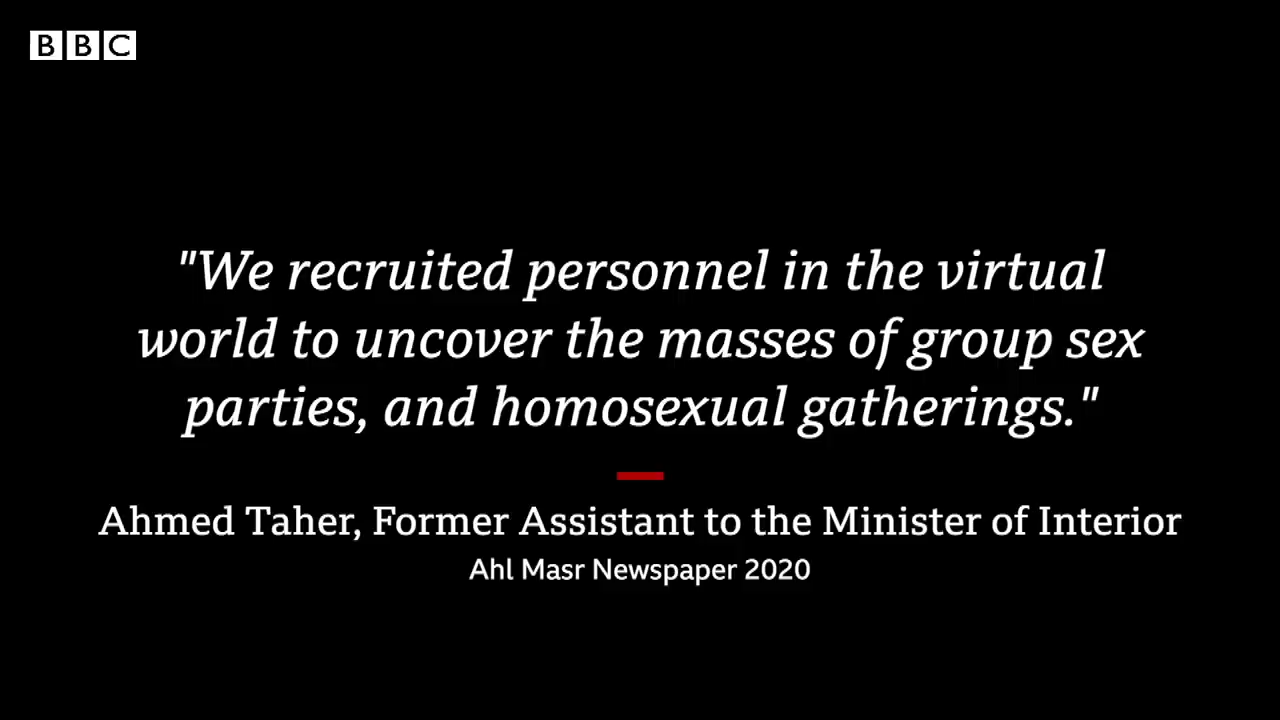 BBC
"We recruited personnel in the virtual
world to uncover the masses of group sex
parties, and homosexual gatherings."
Ahmed Taher, Former Assistant to the Minister of Interior
Ahl Masr Newspaper 2020